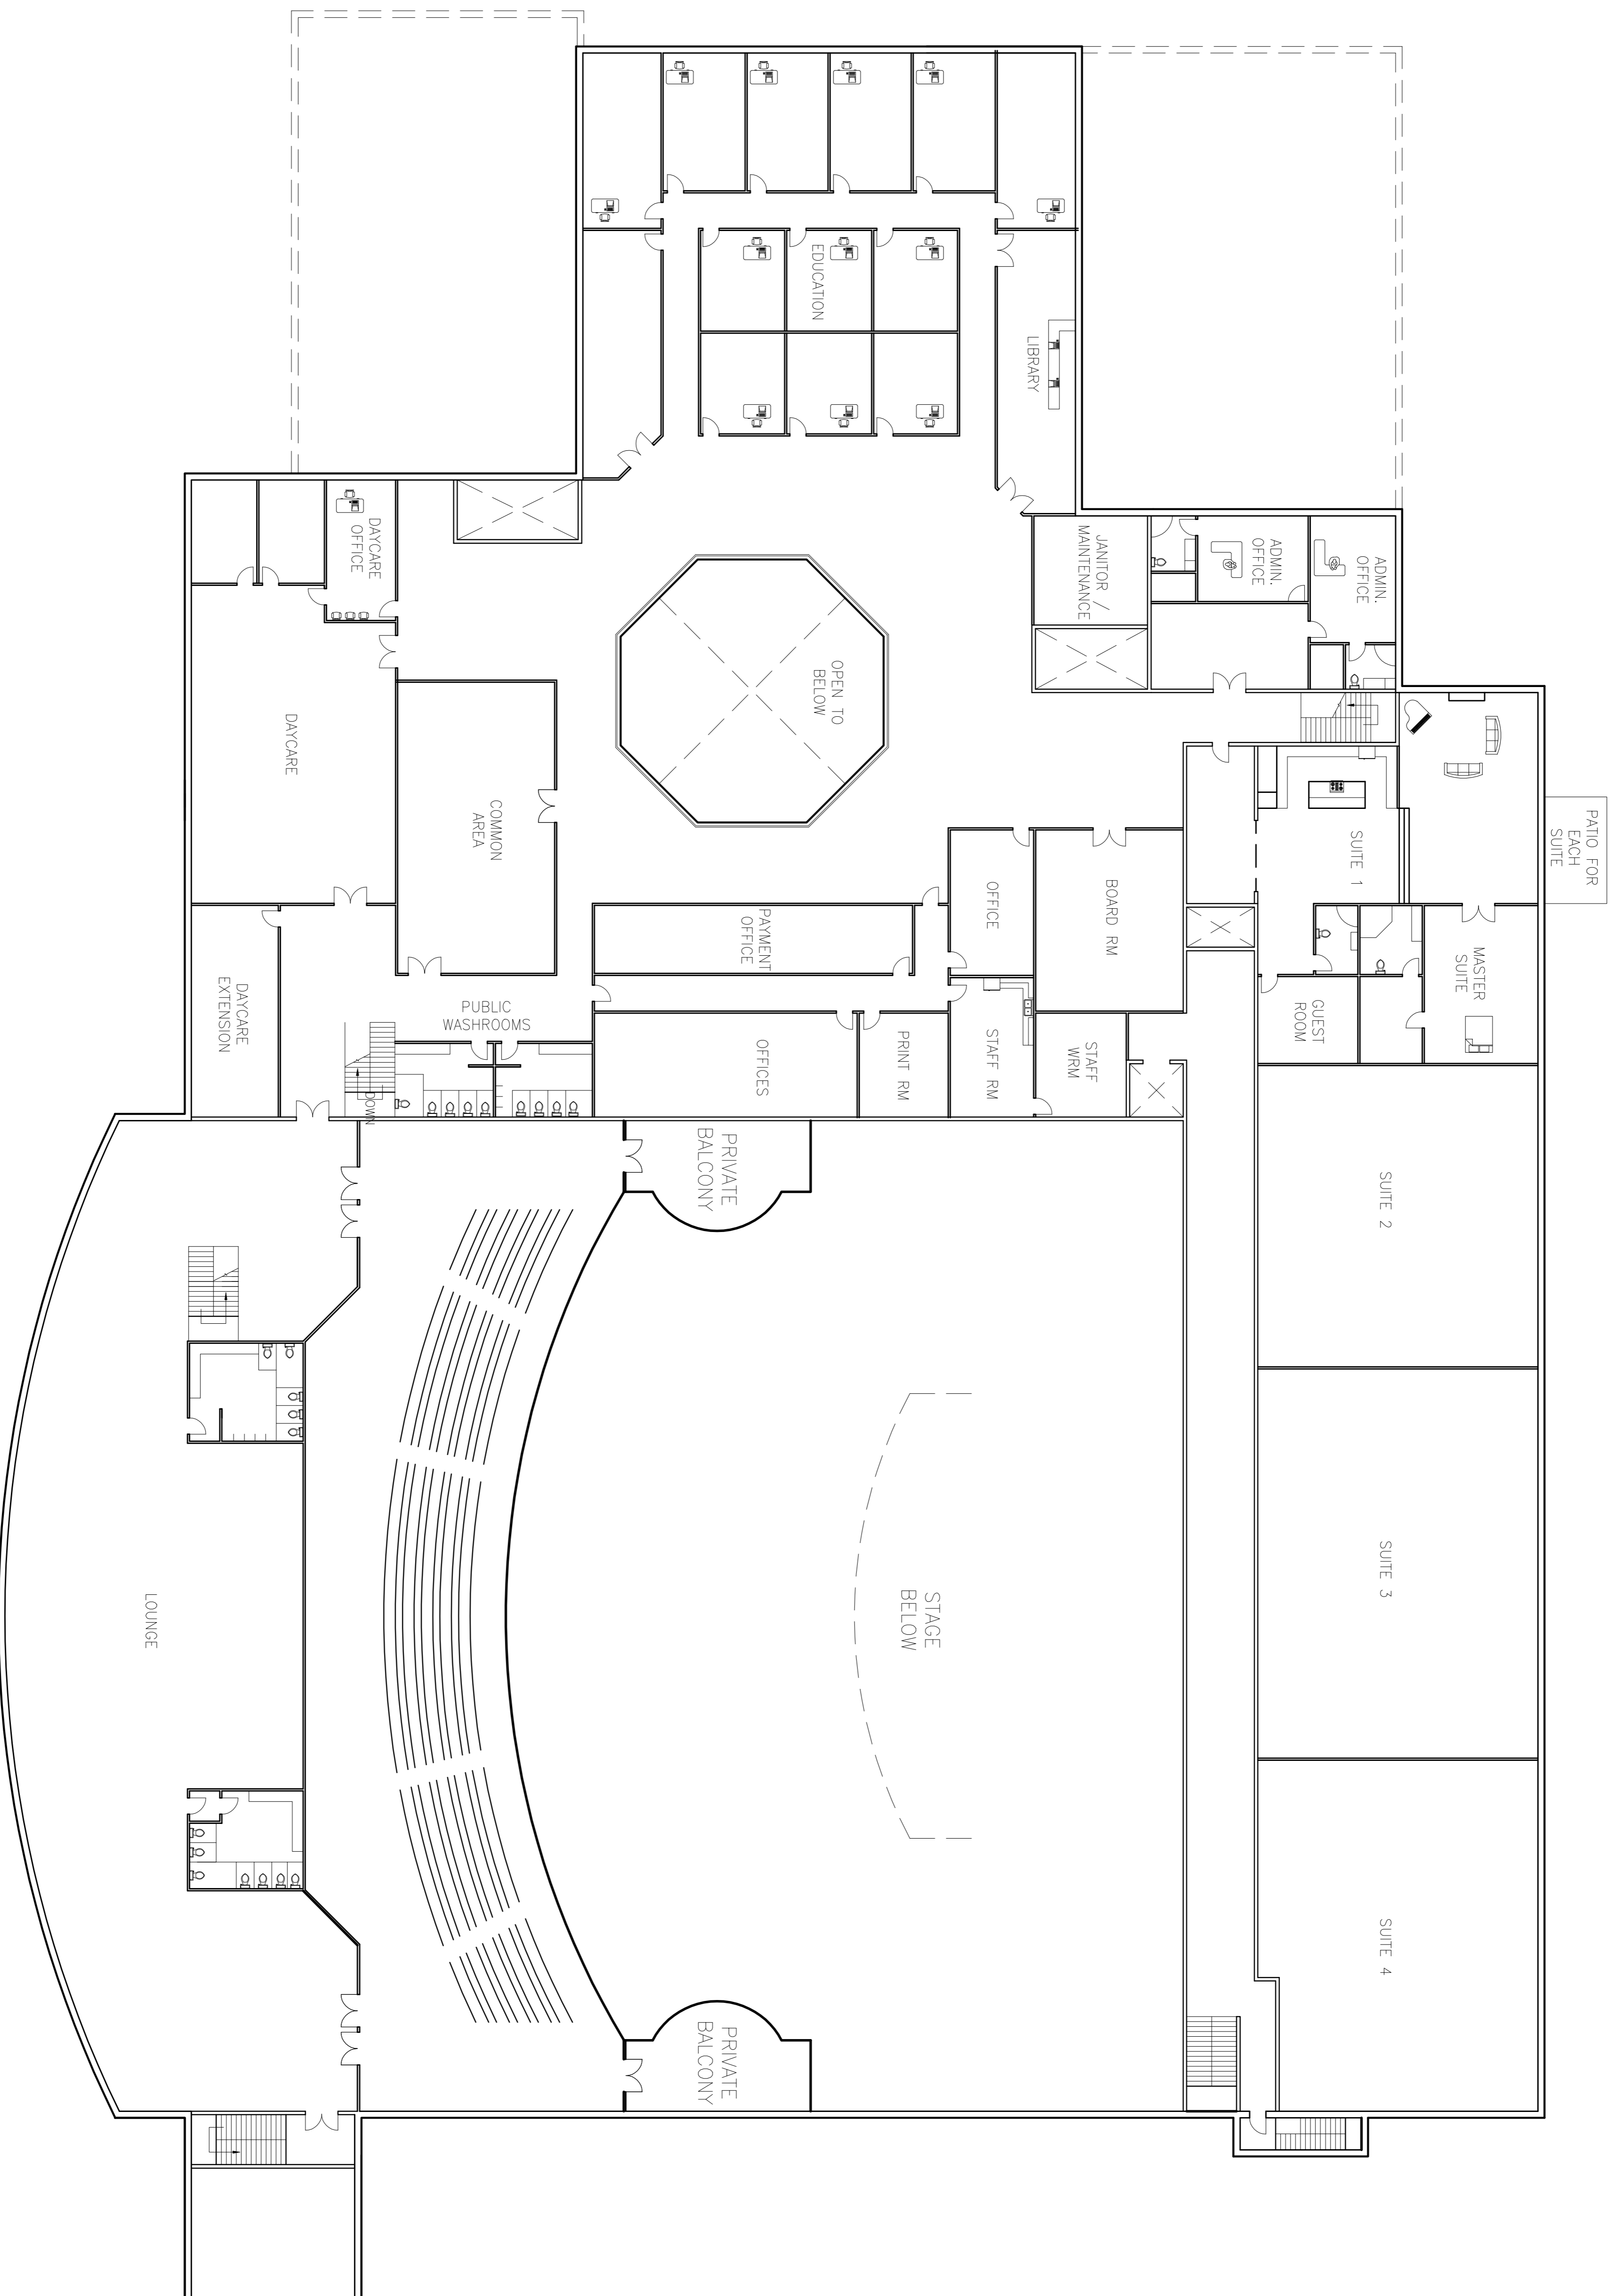 EDUCATION
LIBRARY
DAYCARE
OFFICE
JANITOR /
MAINTENANCE
ADMIN.
OFFICE
ADMIN.
OFFICE
OPEN TO
BELOW
DAYCARE
COMMON
AREA
PATIO FOR
EACH
SUITE
SUITE 1
OFFICE
BOARD RM
PAYMENT
OFFICE
MASTER
SUITE
GUEST
ROOM
DAYCARE
EXTENSION
PUBLIC
WASHROOMS
DOWN
OFFICES
PRINT RM
STAFF RM
STAFF
WRM
PRIVATE
BALCONY
SUITE 2
SUITE 3
STAGE
BELOW
LOUNGE
SUITE 4
PRIVATE
BALCONY